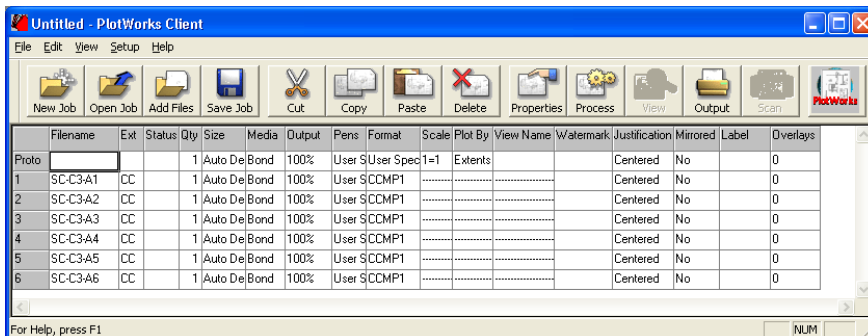 Untitled - PlotWorks Client
File Edit View Setup Help
New Job Open Job Add Files Save Job Cut Copy Paste Delete Properties Process View Output Scan PlotWorks
Filename Ext Status Qty Size Media Output Pens Format Scale Plot By View Name Watermark Justification Mirrored Label Overlays
Proto 1 Auto De Bond 100% User S User Spec 1=1 Extents Centered No 0
1 SC-C3-A1 CC 1 Auto De Bond 100% User S CCMP1 --------- --------- ---------------- Centered No 0
2 SC-C3-A2 CC 1 Auto De Bond 100% User S CCMP1 --------- --------- ---------------- Centered No 0
3 SC-C3-A3 CC 1 Auto De Bond 100% User S CCMP1 --------- --------- ---------------- Centered No 0
4 SC-C3-A4 CC 1 Auto De Bond 100% User S CCMP1 --------- --------- ---------------- Centered No 0
5 SC-C3-A5 CC 1 Auto De Bond 100% User S CCMP1 --------- --------- ---------------- Centered No 0
6 SC-C3-A6 CC 1 Auto De Bond 100% User S CCMP1 --------- --------- ---------------- Centered No 0
For Help, press F1 NUM